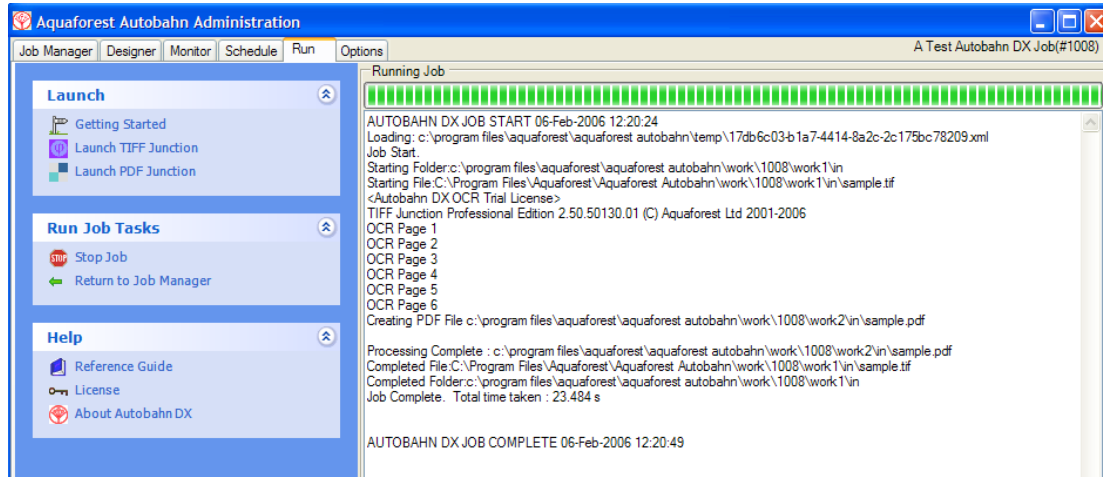 Aquaforest Autobahn Administration
Job Manager Designer Monitor Schedule Run Options A Test Autobahn DX Job(#1008)
Launch
Getting Started
Launch TIFF Junction
Launch PDF Junction
Run Job Tasks
STOP Stop Job
Return to Job Manager
Help
Reference Guide
License
About Autobahn DX
Running Job
AUTOBAHN DX JOB START 06-Feb-2006 12:20:24
Loading: c:\program files\aquaforest\aquaforest autobahn\temp\17db6c03-b1a7-4414-8a2c-2c175bc78209.xml
Job Start.
Starting Folder:c:\program files\aquaforest\aquaforest autobahn\work\1008\work1\in
Starting File:C:\Program Files\Aquaforest\Aquaforest Autobahn\work\1008\work1\in\sample.tif
<Autobahn DX OCR Trial License>
TIFF Junction Professional Edition 2.50.50130.01 (C) Aquaforest Ltd 2001-2006
OCR Page 1
OCR Page 2
OCR Page 3
OCR Page 4
OCR Page 5
OCR Page 6
Creating PDF File c:\program files\aquaforest\aquaforest autobahn\work\1008\work2\in\sample.pdf
Processing Complete : c:\program files\aquaforest\aquaforest autobahn\work\1008\work2\in\sample.pdf
Completed File:C:\Program Files\Aquaforest\Aquaforest Autobahn\work\1008\work1\in\sample.tif
Completed Folder:c:\program files\aquaforest\aquaforest autobahn\work\1008\work1\in
Job Complete.  Total time taken : 23.484 s
AUTOBAHN DX JOB COMPLETE 06-Feb-2006 12:20:49